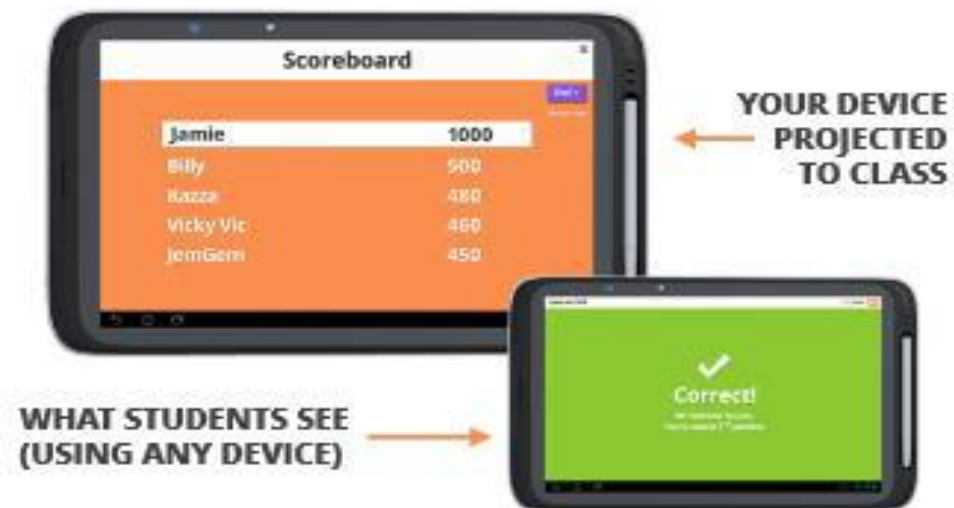 Scoreboard
Jamie 1000
Billy 500
Kazza 480
Vicky Vic 460
JemGem 450
YOUR DEVICE
PROJECTED
TO CLASS
WHAT STUDENTS SEE
(USING ANY DEVICE)
Correct!